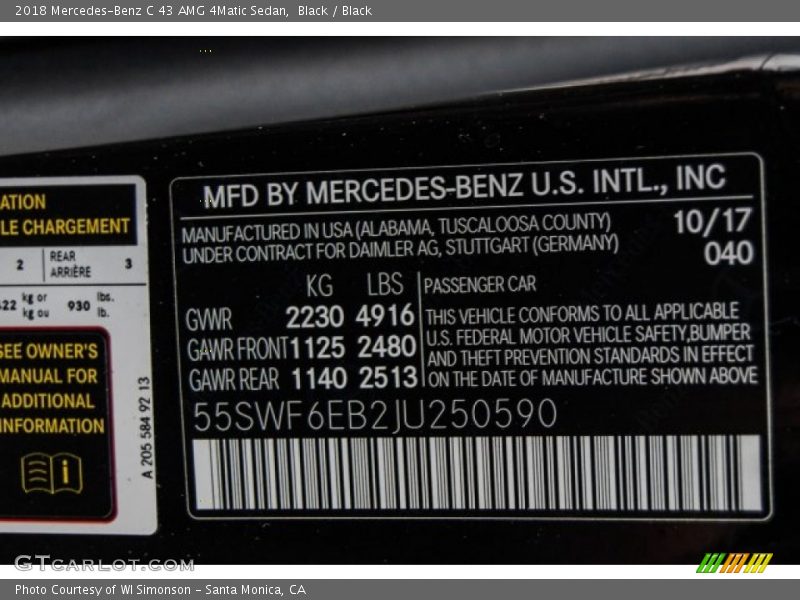 2018 Mercedes-Benz C 43 AMG 4Matic Sedan, Black / Black
ATION
LE CHARGEMENT
2 REAR ARRIÈRE 3
422 kg or kg ou 930 lbs. lb.
SEE OWNER'S
MANUAL FOR
ADDITIONAL
INFORMATION
A 205 584 92 13
MFD BY MERCEDES-BENZ U.S. INTL., INC
MANUFACTURED IN USA (ALABAMA, TUSCALOOSA COUNTY)
UNDER CONTRACT FOR DAIMLER AG, STUTTGART (GERMANY)
10/17
040
KG LBS
GWR 2230 4916
GAWR FRONT 1125 2480
GAWR REAR 1140 2513
PASSENGER CAR
THIS VEHICLE CONFORMS TO ALL APPLICABLE
U.S. FEDERAL MOTOR VEHICLE SAFETY,BUMPER
AND THEFT PREVENTION STANDARDS IN EFFECT
ON THE DATE OF MANUFACTURE SHOWN ABOVE
55SWF6EB2JU250590
GTCarLot.com
Photo Courtesy of WI Simonson - Santa Monica, CA